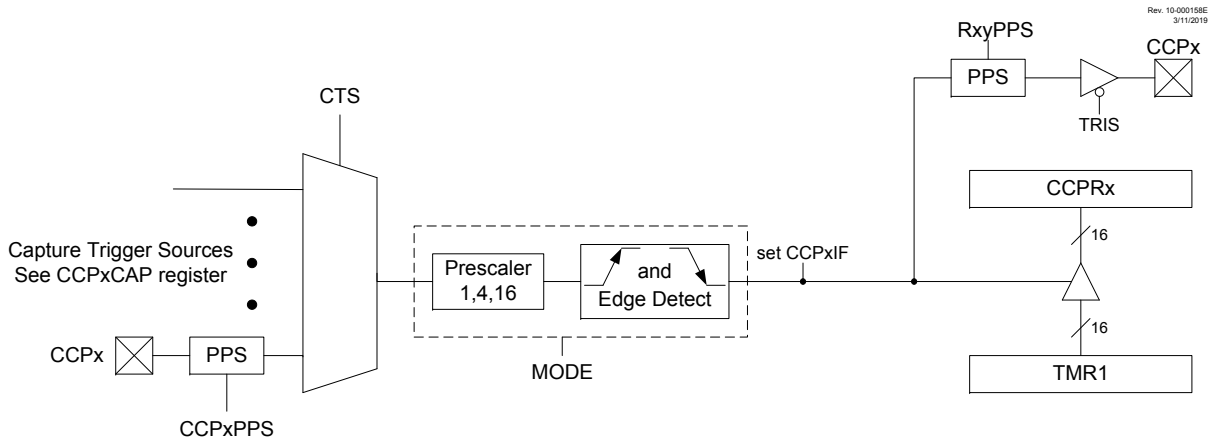 Rev. 10-000158E
3/11/2019
RxyPPS
CCPx
PPS
TRIS
CTS
CCPRx
16
Capture Trigger Sources
See CCPxCAP register
Prescaler
1,4,16
and
Edge Detect
set CCPxIF
16
CCPx
PPS
MODE
TMR1
CCPxPPS